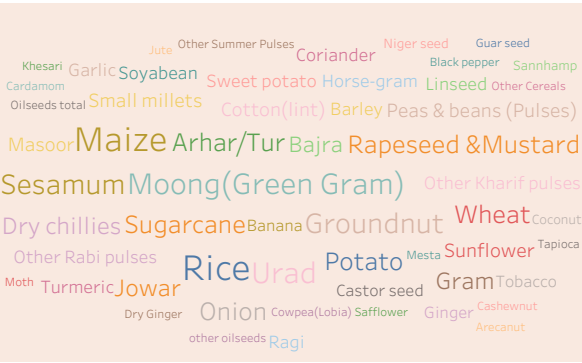 Jute Other Summer Pulses Niger seed Guar seed
Khesari Garlic Soyabean Coriander Black pepper Sannhamp
Cardamom Sweet potato Horse-gram Linseed Other Cereals
Oilseeds total Small millets Cotton(lint) Barley Peas & beans (Pulses)
Masoor Maize Arhar/Tur Bajra Rapeseed &Mustard
Sesamum Moong(Green Gram) Other Kharif pulses
Dry chillies Sugarcane Banana Groundnut Wheat Coconut
Other Rabi pulses Rice Urad Potato Mesta Sunflower Tapioca
Moth Turmeric Jowar Castor seed Gram Tobacco
Dry Ginger Onion Cowpea(Lobia) Safflower Ginger Cashewnut
other oilseeds Ragi Arecanut